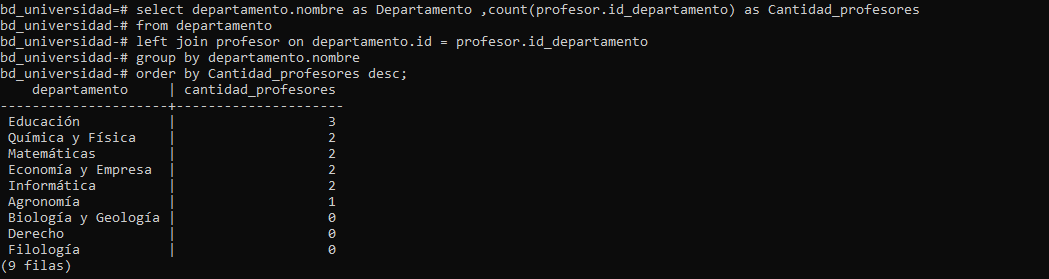 bd_universidad=# select departamento.nombre as Departamento ,count(profesor.id_departamento) as Cantidad_profesores
bd_universidad-# from departamento
bd_universidad-# left join profesor on departamento.id = profesor.id_departamento
bd_universidad-# group by departamento.nombre
bd_universidad-# order by Cantidad_profesores desc;
    departamento     | cantidad_profesores
---------------------+---------------------
 Educación           |                   3
 Química y Física    |                   2
 Matemáticas         |                   2
 Economía y Empresa  |                   2
 Informática         |                   2
 Agronomía           |                   1
 Biología y Geología |                   0
 Derecho             |                   0
 Filología           |                   0
(9 filas)